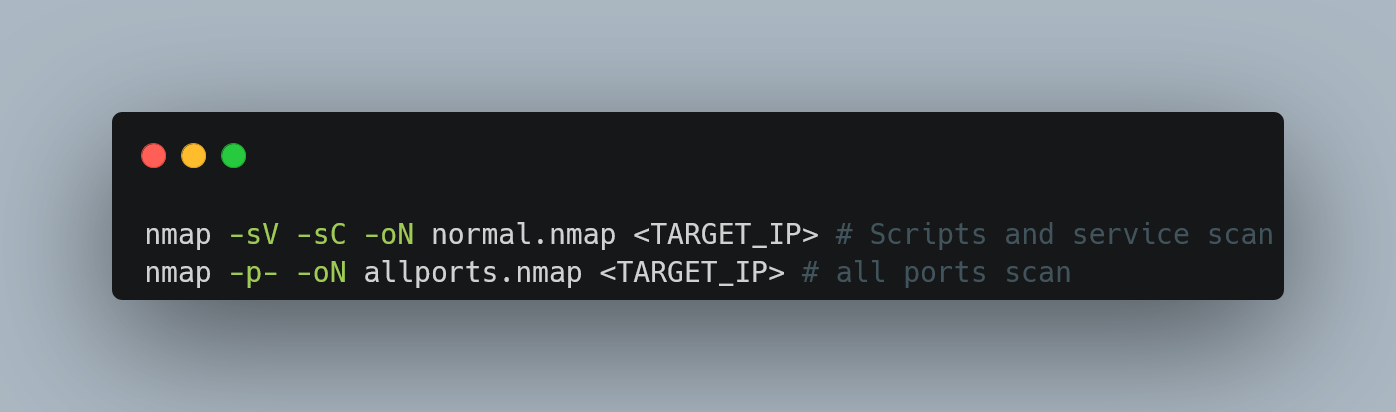 nmap -sV -sC -oN normal.nmap <TARGET_IP> # Scripts and service scan
nmap -p- -oN allports.nmap <TARGET_IP> # all ports scan